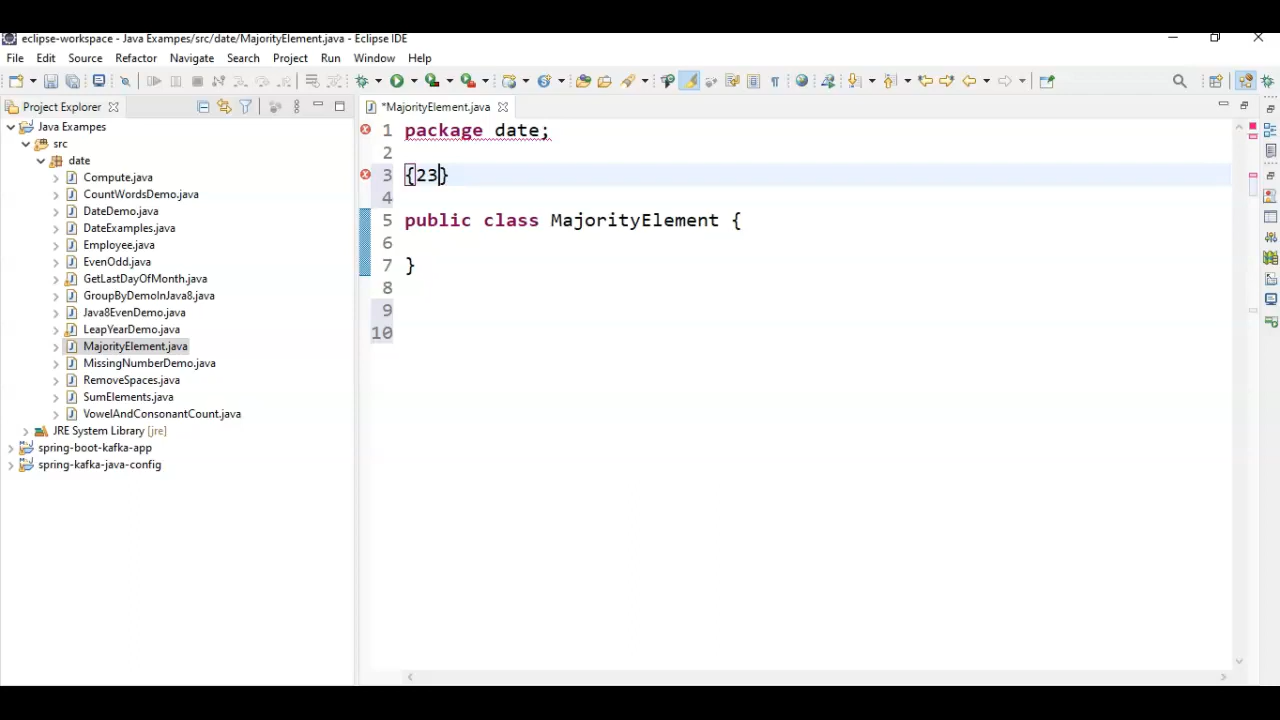 eclipse-workspace - Java Exampes/src/date/MajorityElement.java - Eclipse IDE
File Edit Source Refactor Navigate Search Project Run Window Help
Project Explorer
*MajorityElement.java
Java Exampes
src
date
Compute.java
CountWordsDemo.java
DateDemo.java
DateExamples.java
Employee.java
EvenOdd.java
GetLastDayOfMonth.java
GroupByDemoInJava8.java
Java8EvenDemo.java
LeapYearDemo.java
MajorityElement.java
MissingNumberDemo.java
RemoveSpaces.java
SumElements.java
VowelAndConsonantCount.java
JRE System Library [jre]
spring-boot-kafka-app
spring-kafka-java-config
1 package date;
2
3 {23}
4
5 public class MajorityElement {
6
7 }
8
9
10